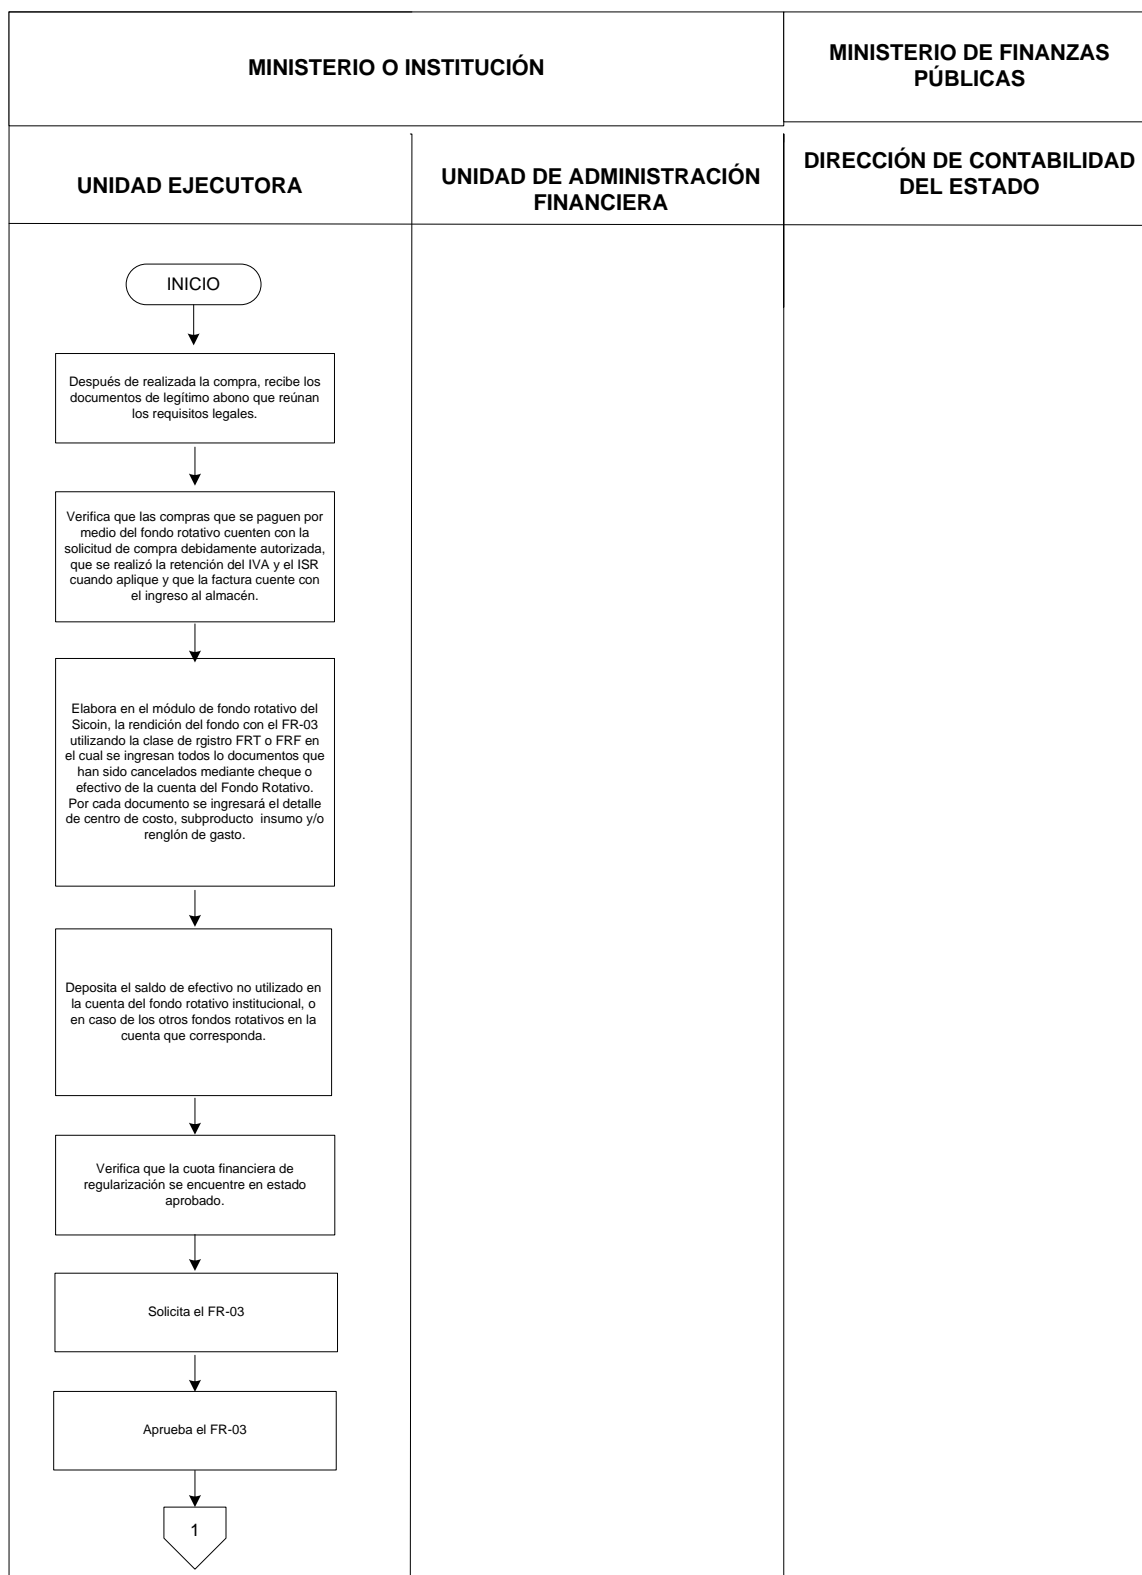 MINISTERIO O INSTITUCIÓN
MINISTERIO DE FINANZAS
PÚBLICAS
UNIDAD EJECUTORA
UNIDAD DE ADMINISTRACIÓN
FINANCIERA
DIRECCIÓN DE CONTABILIDAD
DEL ESTADO
INICIO
Después de realizada la compra, recibe los
documentos de legítimo abono que reúnan
los requisitos legales.
Verifica que las compras que se paguen por
medio del fondo rotativo cuenten con la
solicitud de compra debidamente autorizada,
que se realizó la retención del IVA y el ISR
cuando aplique y que la factura cuente con
el ingreso al almacén.
Elabora en el módulo de fondo rotativo del
Sicoin, la rendición del fondo con el FR-03
utilizando la clase de rgistro FRT o FRF en
el cual se ingresan todos lo documentos que
han sido cancelados mediante cheque o
efectivo de la cuenta del Fondo Rotativo.
Por cada documento se ingresará el detalle
de centro de costo, subproducto  insumo y/o
renglón de gasto.
Deposita el saldo de efectivo no utilizado en
la cuenta del fondo rotativo institucional, o
en caso de los otros fondos rotativos en la
cuenta que corresponda.
Verifica que la cuota financiera de
regularización se encuentre en estado
aprobado.
Solicita el FR-03
Aprueba el FR-03
1